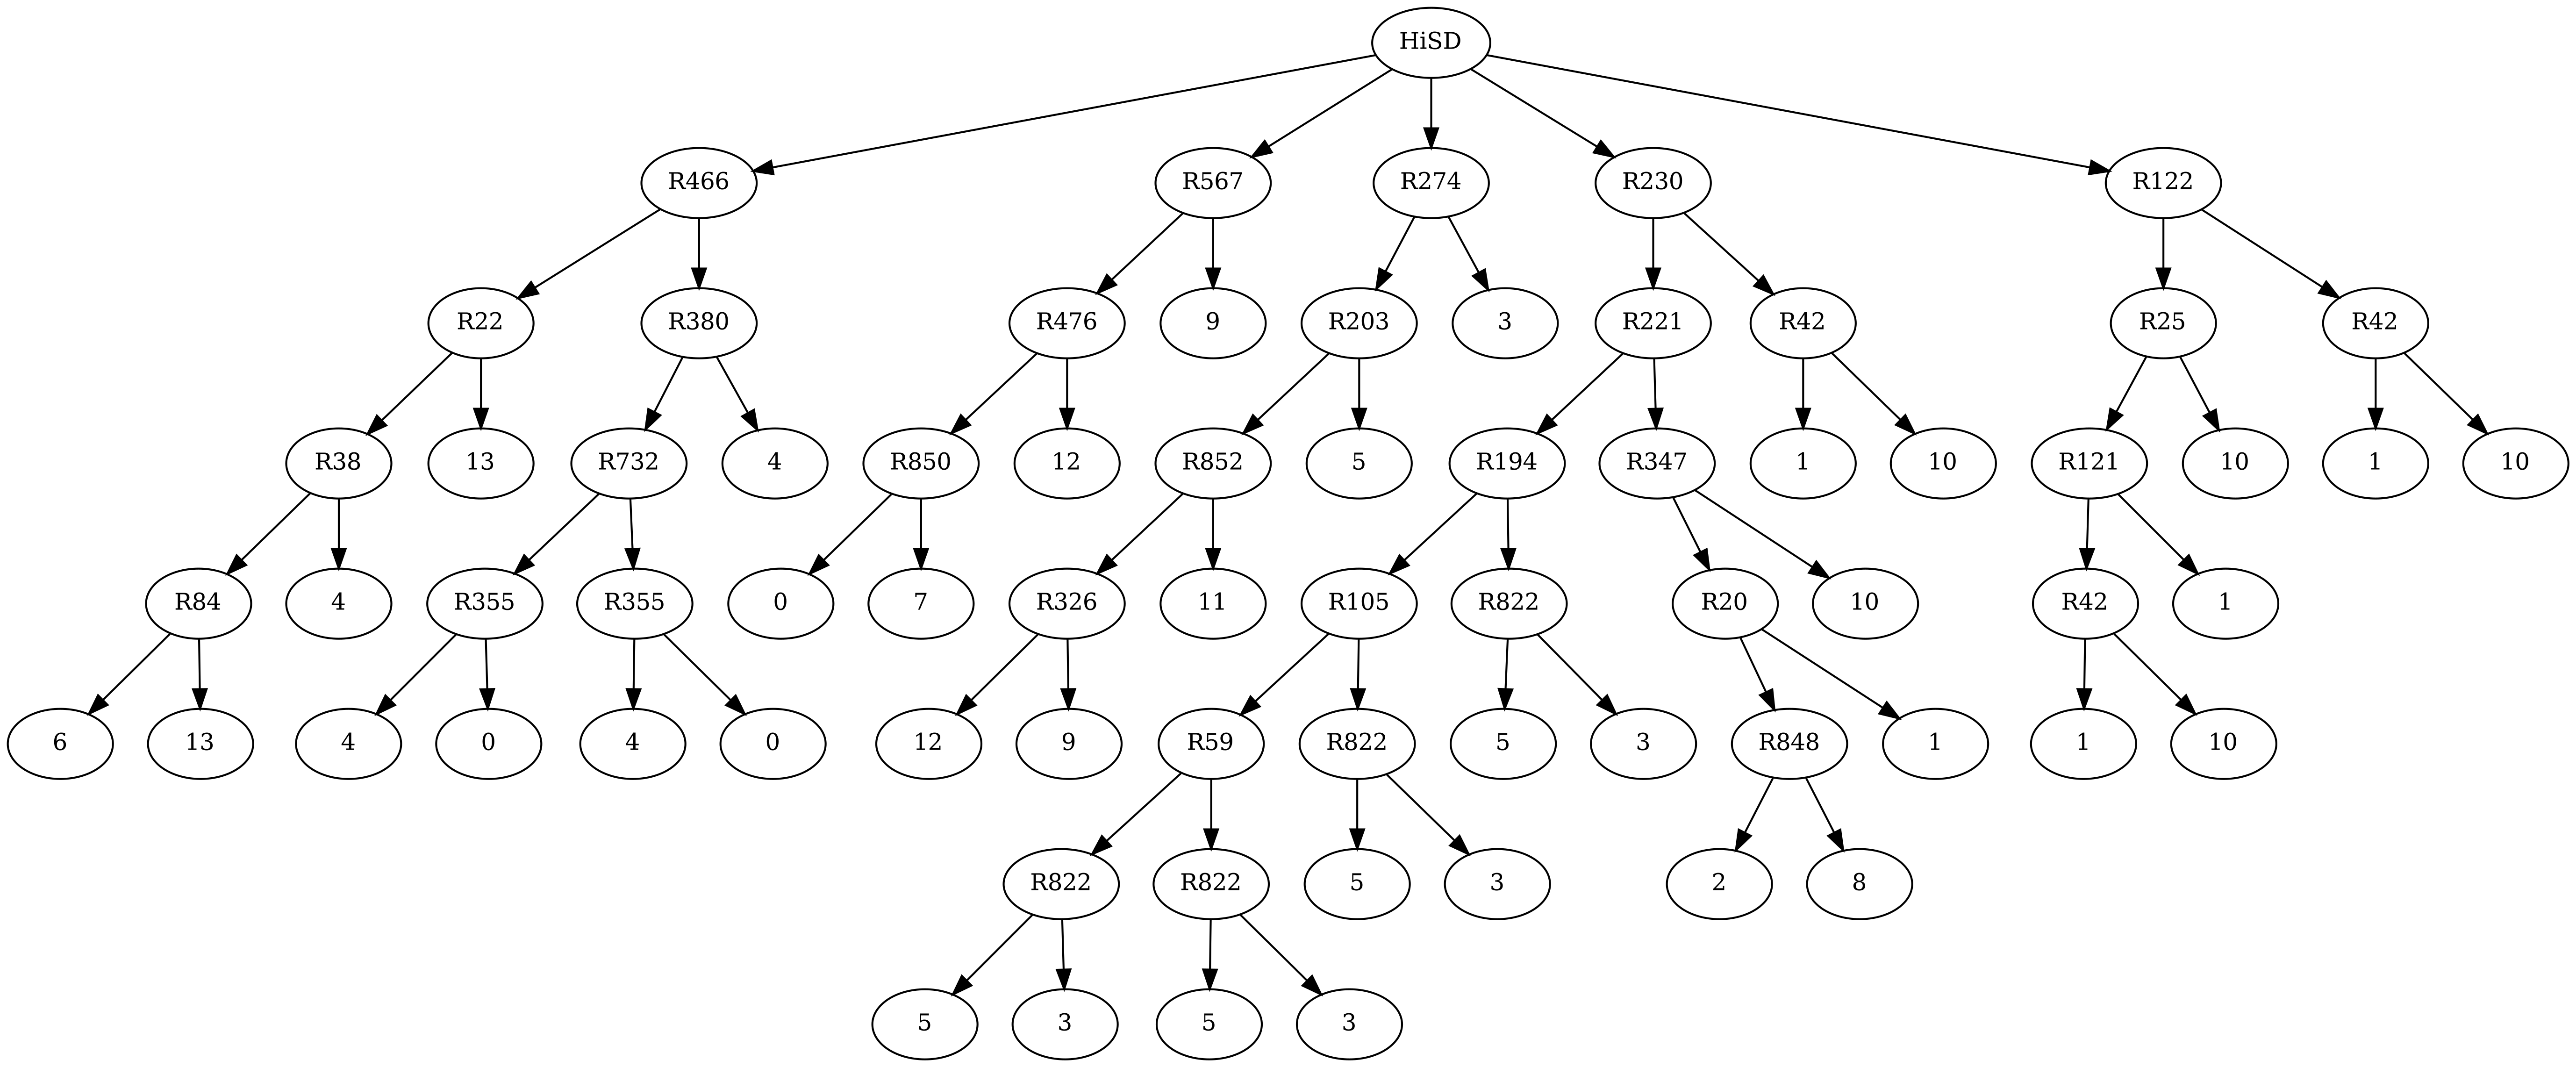 HiSD
R466 R567 R274 R230 R122
R22 R380 R476 9 R203 3 R221 R42 R25 R42
R38 13 R732 4 R850 12 R852 5 R194 R347 1 10 R121 10 1 10
R84 4 R355 R355 0 7 R326 11 R105 R822 R20 10 R42 1
6 13 4 0 4 0 12 9 R59 R822 5 3 R848 1 1 10
R822 R822 5 3 2 8
5 3 5 3